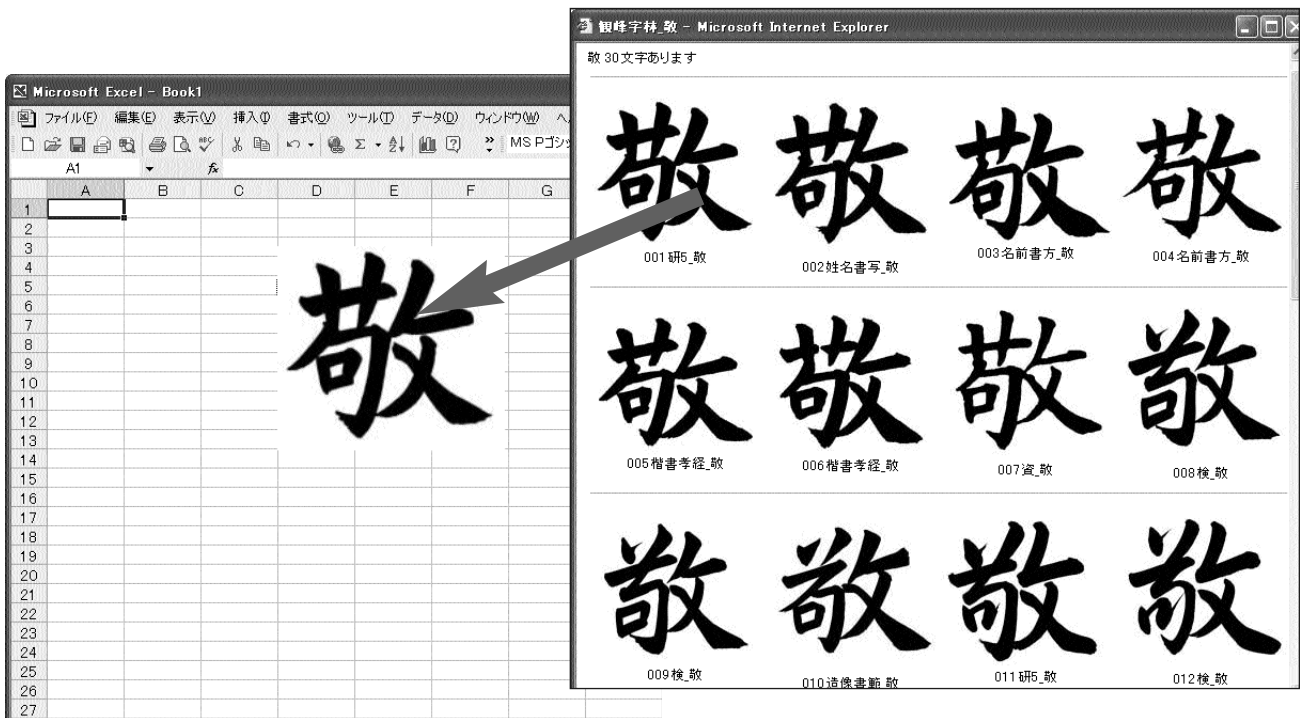 Microsoft Excel - Book1
ファイル(F) 編集(E) 表示(V) 挿入(I) 書式(O) ツール(T) データ(D) ウィンドウ(W)
MS Pゴシッ
A1 fx
A B C D E F G
1
2
3
4
5
6
7
8
9
10
11
12
13
14
15
16
17
18
19
20
21
22
23
24
25
26
27
敬
観峰字林_敬 - Microsoft Internet Explorer
敬 30文字あります
敬 敬 敬 敬
001研5_敬 002姓名書写_敬 003名前書方_敬 004名前書方_敬
敬 敬 敬 敬
005楷書孝経_敬 006楷書孝経_敬 007資_敬 008検_敬
敬 敬 敬 敬
009検_敬 010造像書範_敬 011研5_敬 012検_敬